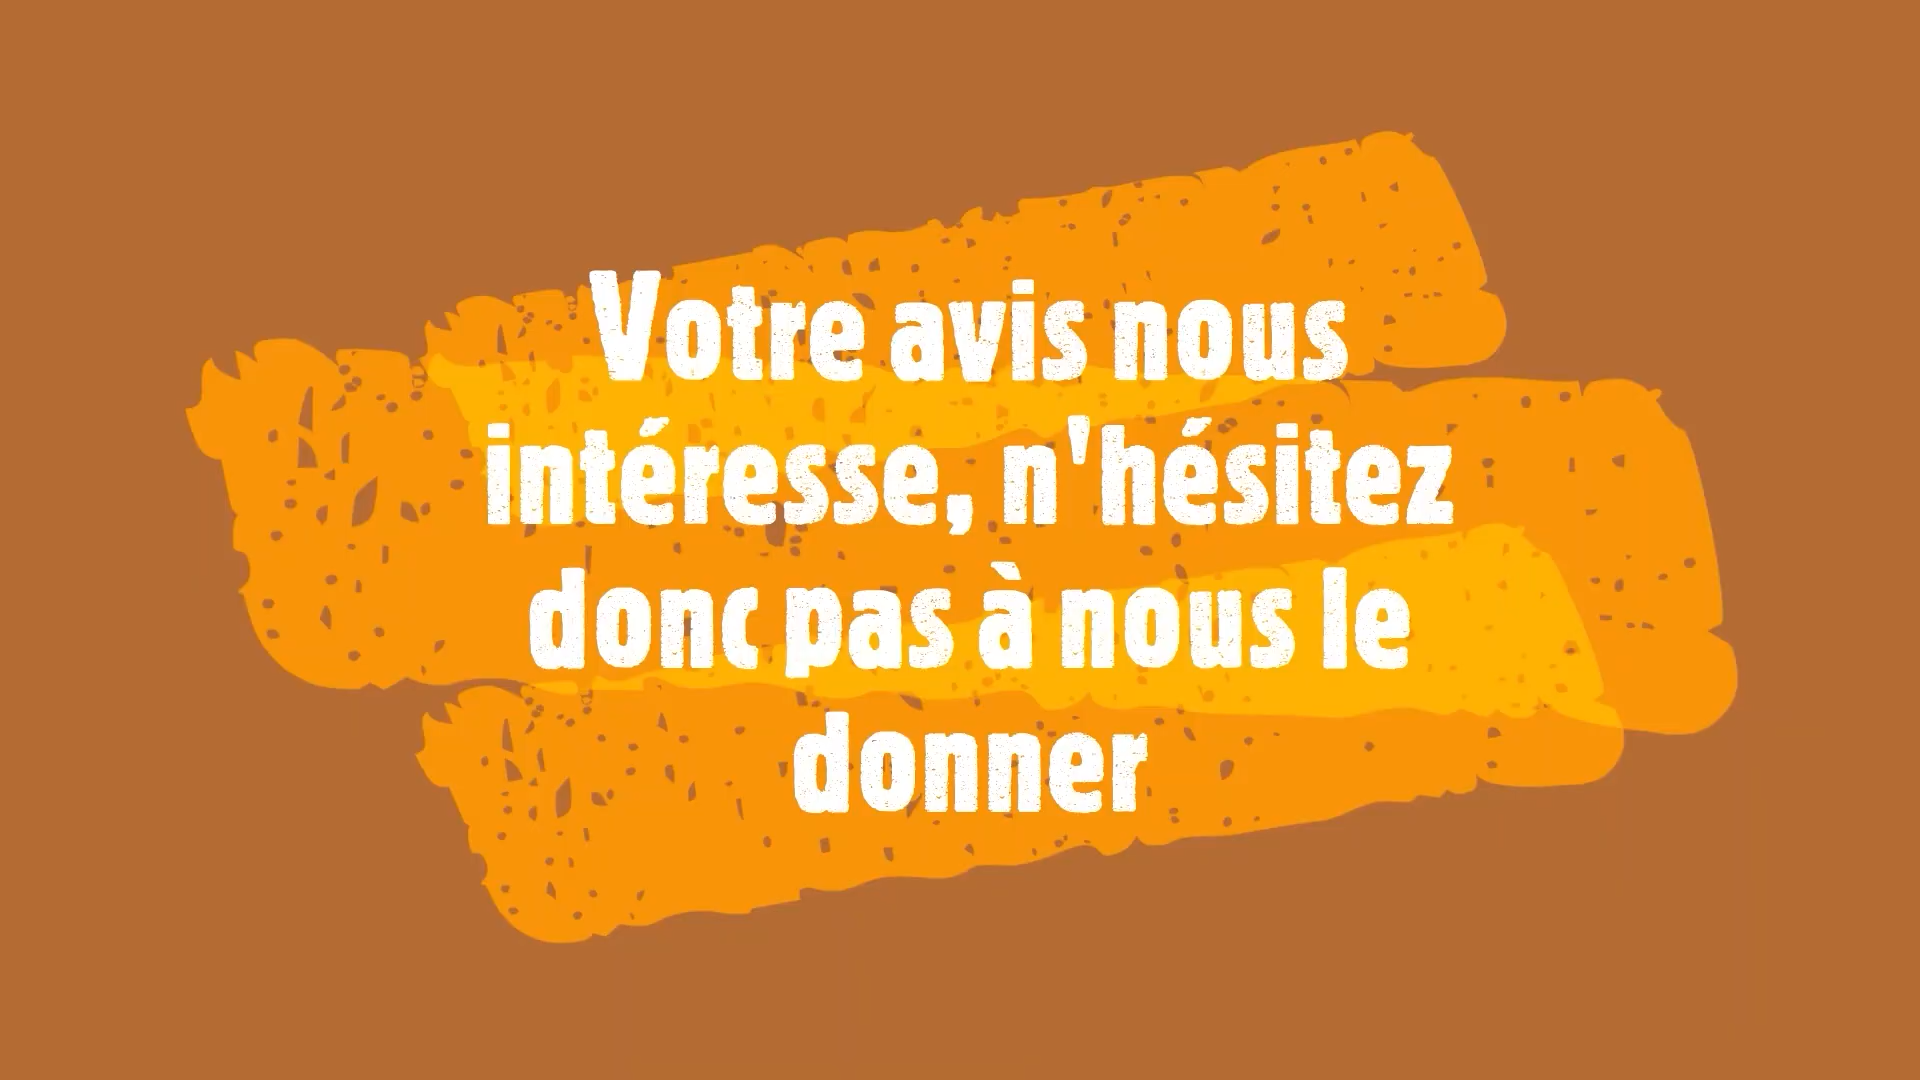 Votre avis nous
intéresse, n'hésitez
donc pas à nous le
donner